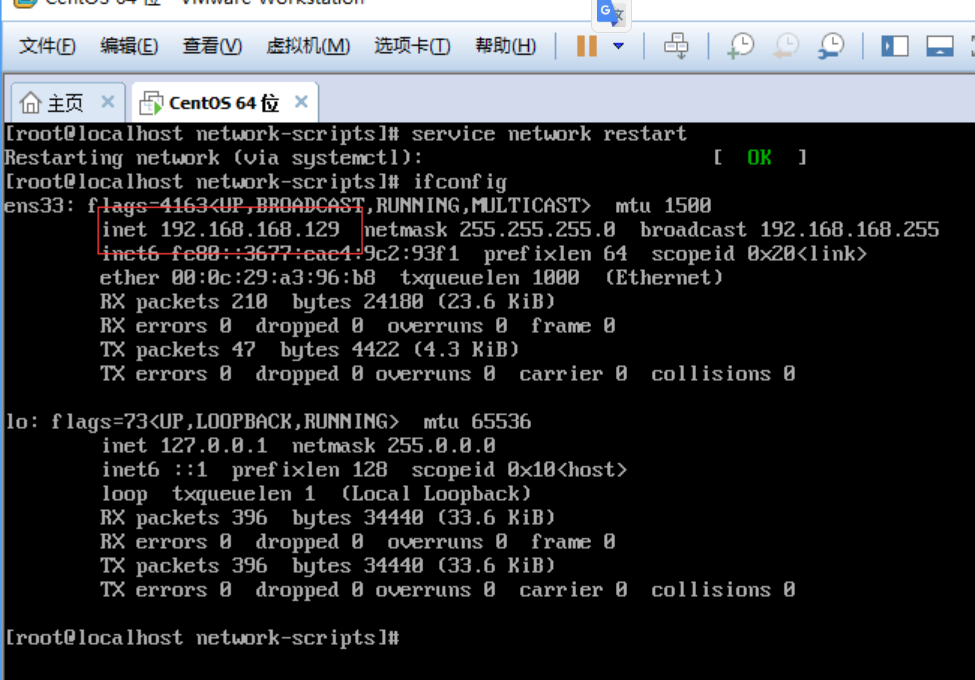 CentOS 64 位 - VMware Workstation
文件(F) 编辑(E) 查看(V) 虚拟机(M) 选项卡(T) 帮助(H)
主页 × CentOS 64 位 ×
[root@localhost network-scripts]# service network restart
Restarting network (via systemctl): [ OK ]
[root@localhost network-scripts]# ifconfig
ens33: flags=4163<UP,BROADCAST,RUNNING,MULTICAST> mtu 1500
inet 192.168.168.129 netmask 255.255.255.0 broadcast 192.168.168.255
inet6 fe80::3677:eae4:9c2:93f1 prefixlen 64 scopeid 0x20<link>
ether 00:0c:29:a3:96:b8 txqueuelen 1000 (Ethernet)
RX packets 210 bytes 24180 (23.6 KiB)
RX errors 0 dropped 0 overruns 0 frame 0
TX packets 47 bytes 4422 (4.3 KiB)
TX errors 0 dropped 0 overruns 0 carrier 0 collisions 0
lo: flags=73<UP,LOOPBACK,RUNNING> mtu 65536
inet 127.0.0.1 netmask 255.0.0.0
inet6 ::1 prefixlen 128 scopeid 0x10<host>
loop txqueuelen 1 (Local Loopback)
RX packets 396 bytes 34440 (33.6 KiB)
RX errors 0 dropped 0 overruns 0 frame 0
TX packets 396 bytes 34440 (33.6 KiB)
TX errors 0 dropped 0 overruns 0 carrier 0 collisions 0
[root@localhost network-scripts]#